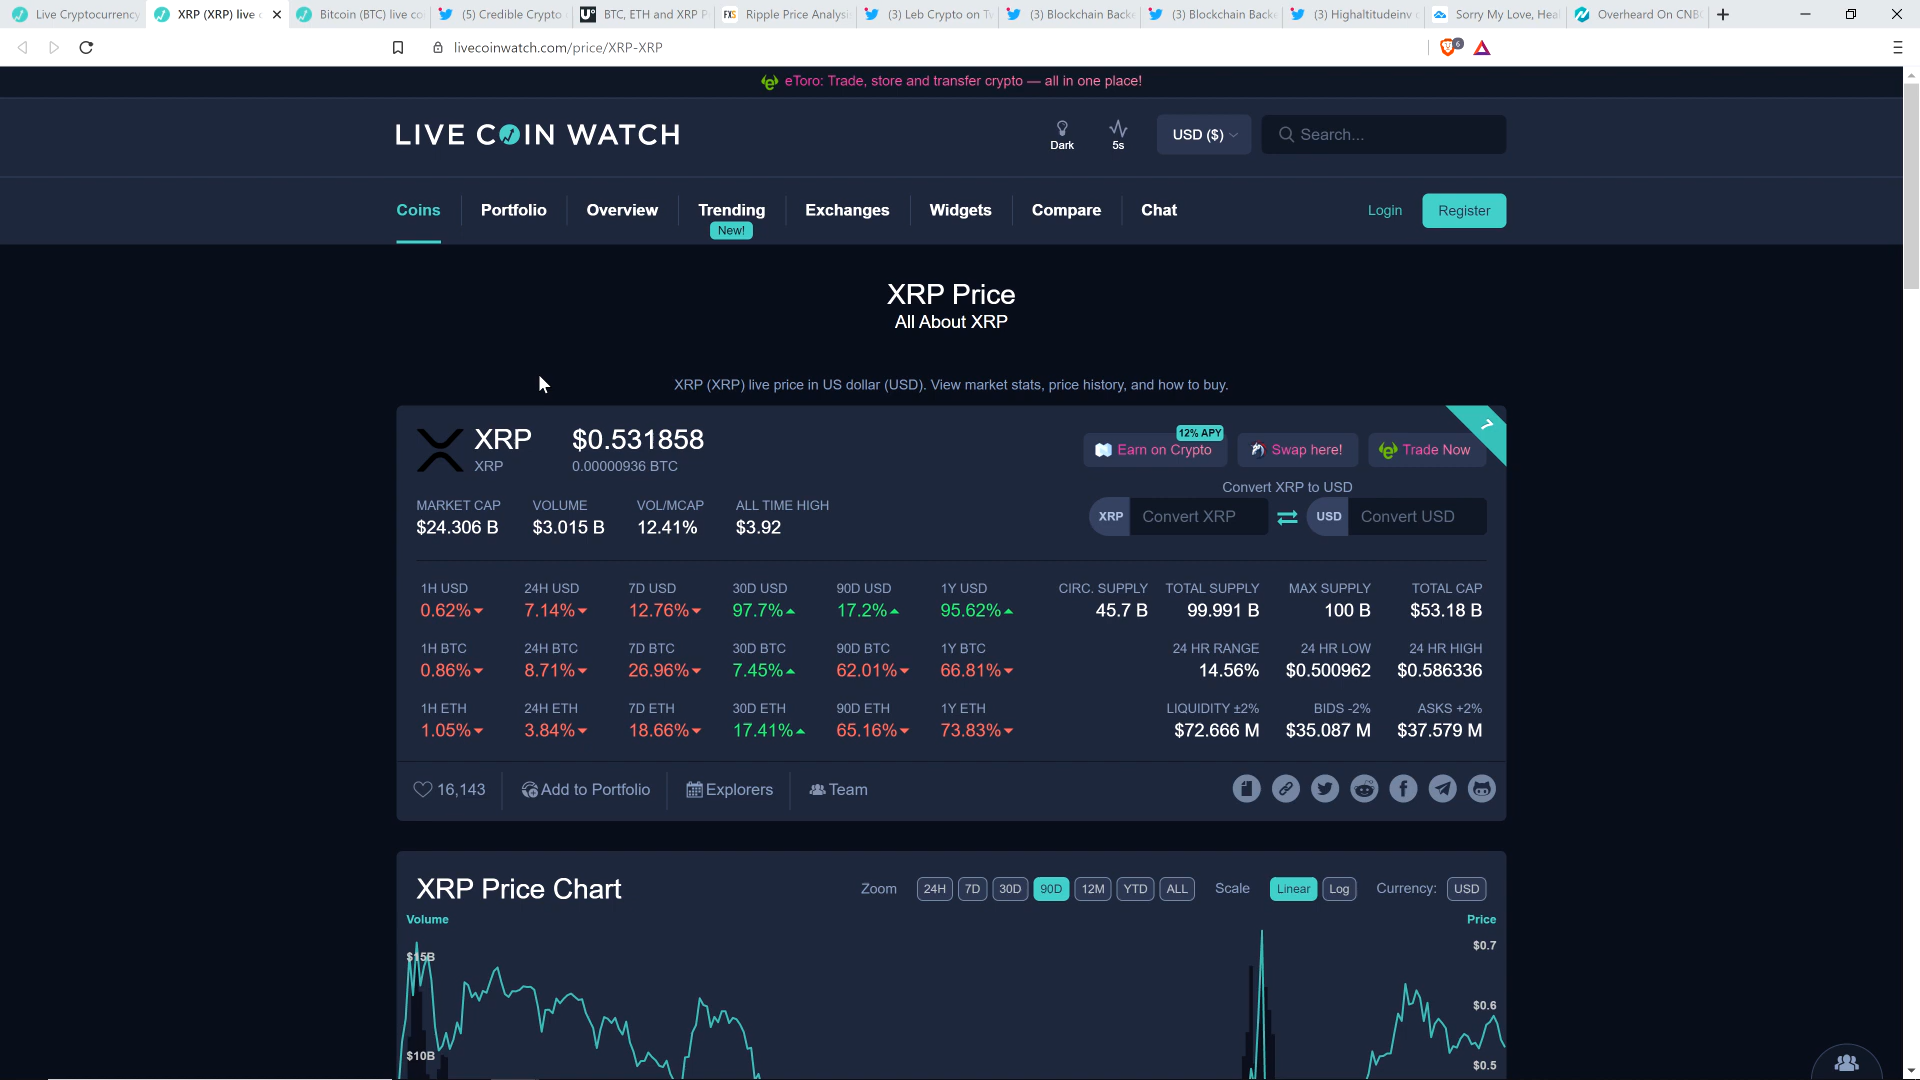 Live Cryptocurrency
XRP (XRP) live
Bitcoin (BTC) live co
(5) Credible Crypto
BTC, ETH and XRP P
Ripple Price Analysi
(3) Leb Crypto on T
(3) Blockchain Backe
(3) Blockchain Backe
(3) Highaltitudeinv
Sorry My Love, Hea
Overheard On CNBC
livecoinwatch.com/price/XRP-XRP
6
eToro: Trade, store and transfer crypto — all in one place!
LIVE COIN WATCH
Dark
5s
USD ($)
Search...
Coins
Portfolio
Overview
Trending
New!
Exchanges
Widgets
Compare
Chat
Login
Register
XRP Price
All About XRP
XRP (XRP) live price in US dollar (USD). View market stats, price history, and how to buy.
7
XRP $0.531858
XRP 0.00000936 BTC
12% APY
Earn on Crypto
Swap here!
Trade Now
Convert XRP to USD
XRP Convert XRP USD Convert USD
MARKET CAP VOLUME VOL/MCAP ALL TIME HIGH
$24.306 B $3.015 B 12.41% $3.92
1H USD 24H USD 7D USD 30D USD 90D USD 1Y USD CIRC. SUPPLY TOTAL SUPPLY MAX SUPPLY TOTAL CAP
0.62% 7.14% 12.76% 97.7% 17.2% 95.62% 45.7 B 99.991 B 100 B $53.18 B
1H BTC 24H BTC 7D BTC 30D BTC 90D BTC 1Y BTC 24 HR RANGE 24 HR LOW 24 HR HIGH
0.86% 8.71% 26.96% 7.45% 62.01% 66.81% 14.56% $0.500962 $0.586336
1H ETH 24H ETH 7D ETH 30D ETH 90D ETH 1Y ETH LIQUIDITY ±2% BIDS -2% ASKS +2%
1.05% 3.84% 18.66% 17.41% 65.16% 73.83% $72.666 M $35.087 M $37.579 M
16,143 Add to Portfolio Explorers Team
XRP Price Chart
Zoom 24H 7D 30D 90D 12M YTD ALL Scale Linear Log Currency: USD
Volume Price
$15B $0.7
$0.6
$10B $0.5